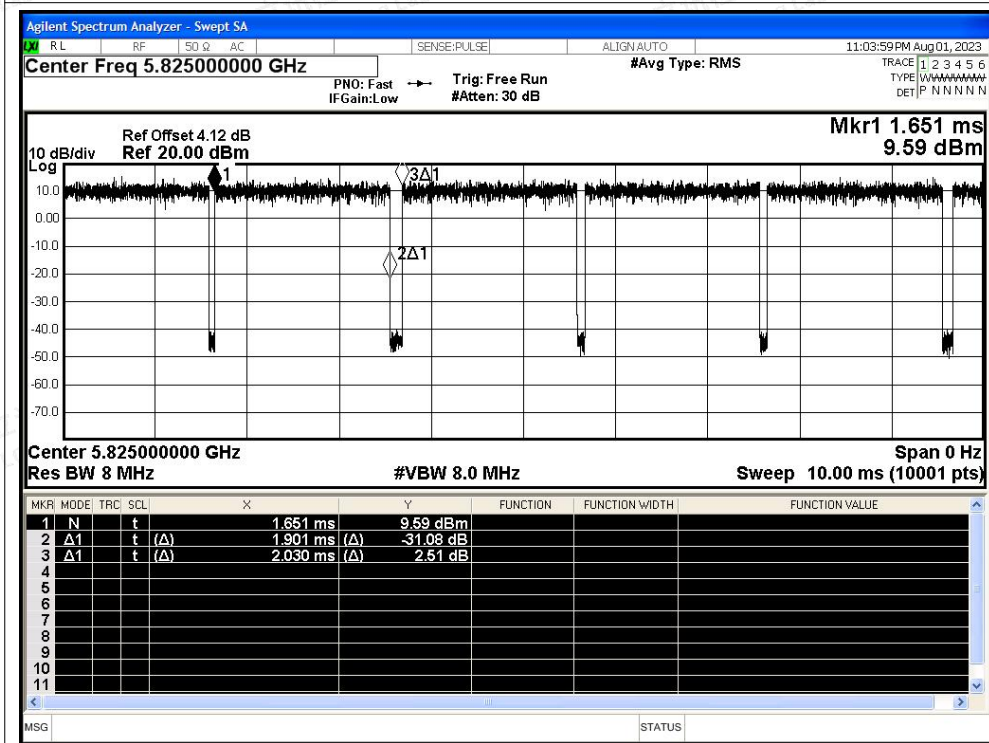 Agilent Spectrum Analyzer - Swept SA
LXI RL RF 50 Ω AC SENSE:PULSE ALIGN AUTO 11:03:59 PM Aug 01, 2023
Center Freq 5.825000000 GHz #Avg Type: RMS TRACE 1 2 3 4 5 6
PNO: Fast Trig: Free Run TYPE
IFGain:Low #Atten: 30 dB DET P N N N N N
Mkr1 1.651 ms
Ref Offset 4.12 dB
10 dB/div Ref 20.00 dBm 9.59 dBm
Log
1 3Δ1
10.0
0.00
-10.0
2Δ1
-20.0
-30.0
-40.0
-50.0
-60.0
-70.0
Center 5.825000000 GHz Span 0 Hz
Res BW 8 MHz #VBW 8.0 MHz Sweep 10.00 ms (10001 pts)
MKR MODE TRC SCL X Y FUNCTION FUNCTION WIDTH FUNCTION VALUE
1 N t 1.651 ms 9.59 dBm
2 Δ1 t (Δ) 1.901 ms (Δ) -31.08 dB
3 Δ1 t (Δ) 2.030 ms (Δ) 2.51 dB
4
5
6
7
8
9
10
11
MSG STATUS